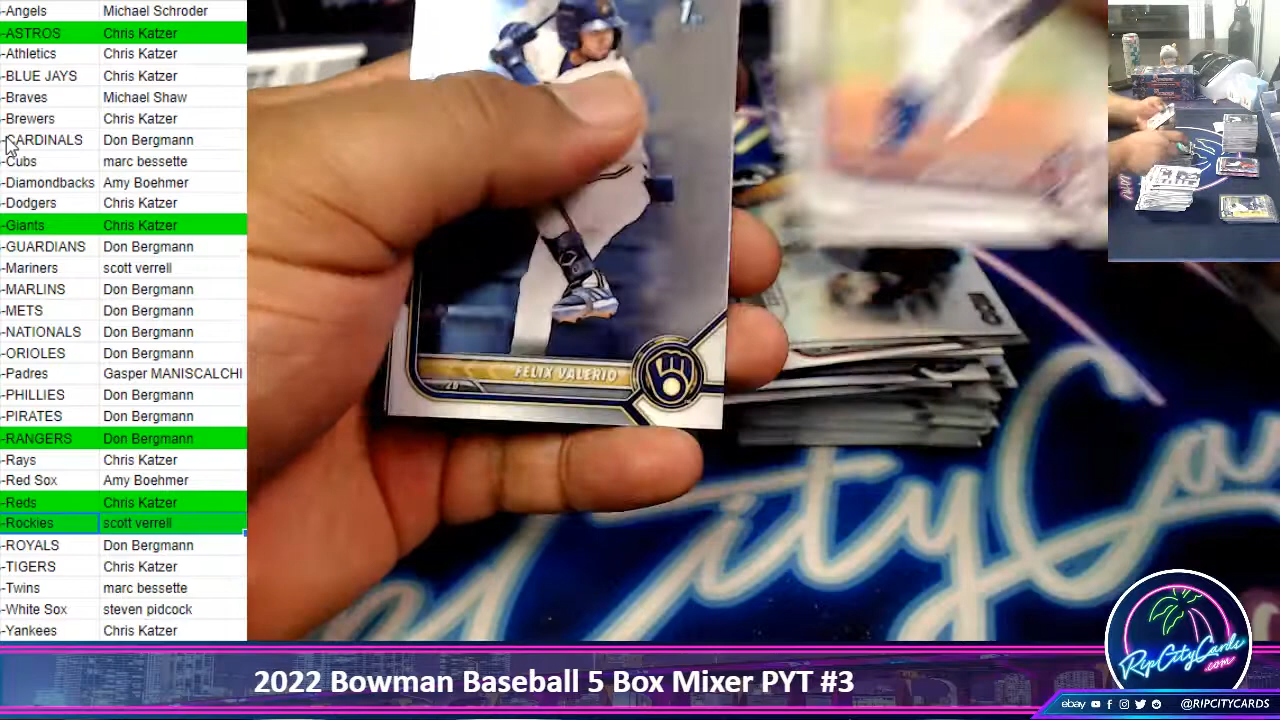 -Angels Michael Schroder
-ASTROS Chris Katzer
-Athletics Chris Katzer
-BLUE JAYS Chris Katzer
-Braves Michael Shaw
-Brewers Chris Katzer
-CARDINALS Don Bergmann
-Cubs marc bessette
-Diamondbacks Amy Boehmer
-Dodgers Chris Katzer
-Giants Chris Katzer
-GUARDIANS Don Bergmann
-Mariners scott verrell
-MARLINS Don Bergmann
-METS Don Bergmann
-NATIONALS Don Bergmann
-ORIOLES Don Bergmann
-Padres Gasper MANISCALCHI
-PHILLIES Don Bergmann
-PIRATES Don Bergmann
-RANGERS Don Bergmann
-Rays Chris Katzer
-Red Sox Amy Boehmer
-Reds Chris Katzer
-Rockies scott verrell
-ROYALS Don Bergmann
-TIGERS Chris Katzer
-Twins marc bessette
-White Sox steven pidcock
-Yankees Chris Katzer
FELIX VALERIO
2B
City Car
RipCityCards
.com
2022 Bowman Baseball 5 Box Mixer PYT #3
ebay @RIPCITYCARDS